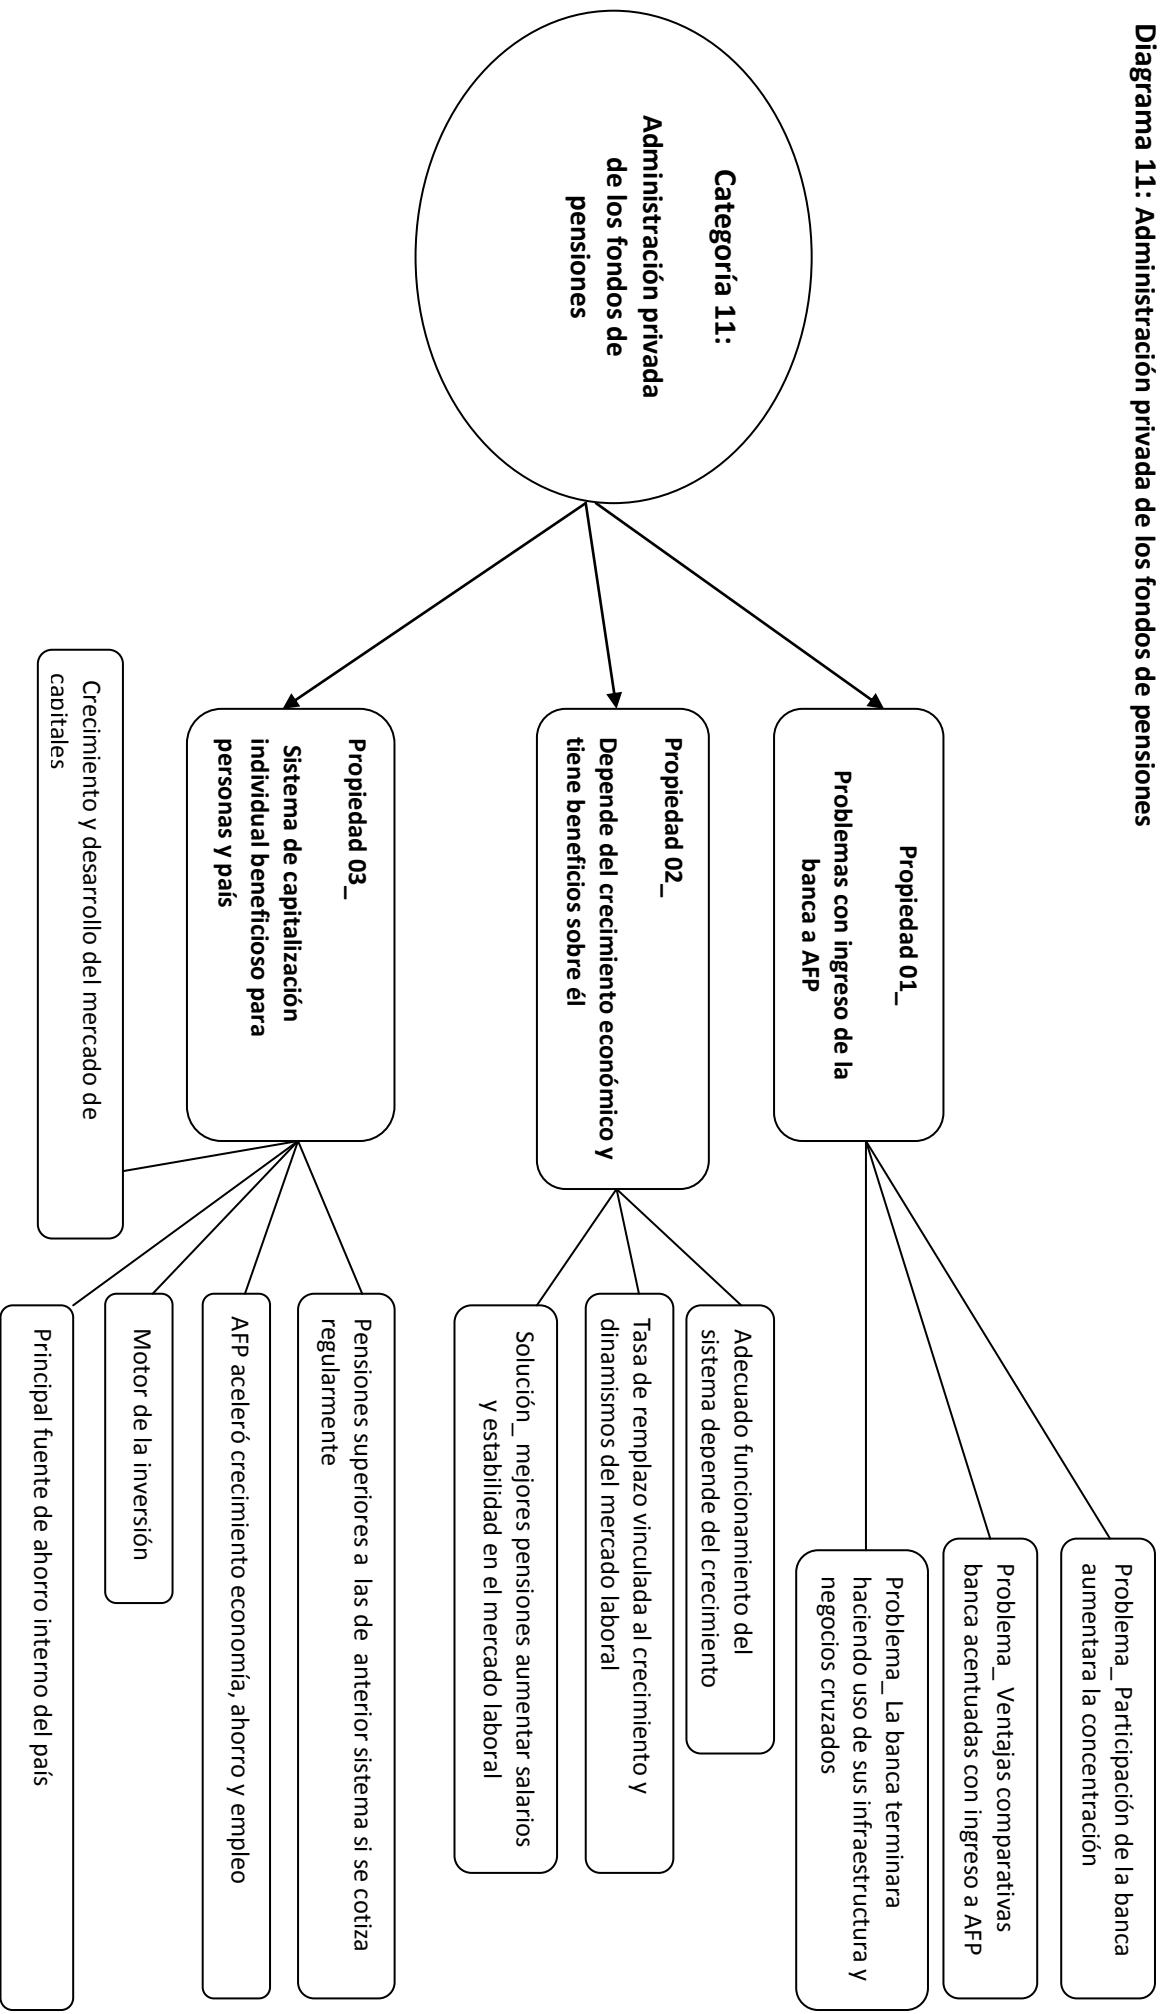 Diagrama 11: Administración privada de los fondos de pensiones
Categoría 11:
Administración privada
de los fondos de
pensiones
Propiedad 01_
Problemas con ingreso de la
banca a AFP
Problema_ Participación de la banca
aumentara la concentración
Problema_ Ventajas comparativas
banca acentuadas con ingreso a AFP
Problema_ La banca terminara
haciendo uso de sus infraestructura y
negocios cruzados
Propiedad 02_
Depende del crecimiento económico y
tiene beneficios sobre él
Adecuado funcionamiento del
sistema depende del crecimiento
Tasa de remplazo vinculada al crecimiento y
dinamismos del mercado laboral
Solución_ mejores pensiones aumentar salarios
y estabilidad en el mercado laboral
Propiedad 03_
Sistema de capitalización
individual beneficioso para
personas y país
Pensiones superiores a las de anterior sistema si se cotiza
regularmente
AFP aceleró crecimiento economía, ahorro y empleo
Motor de la inversión
Principal fuente de ahorro interno del país
Crecimiento y desarrollo del mercado de
capitales